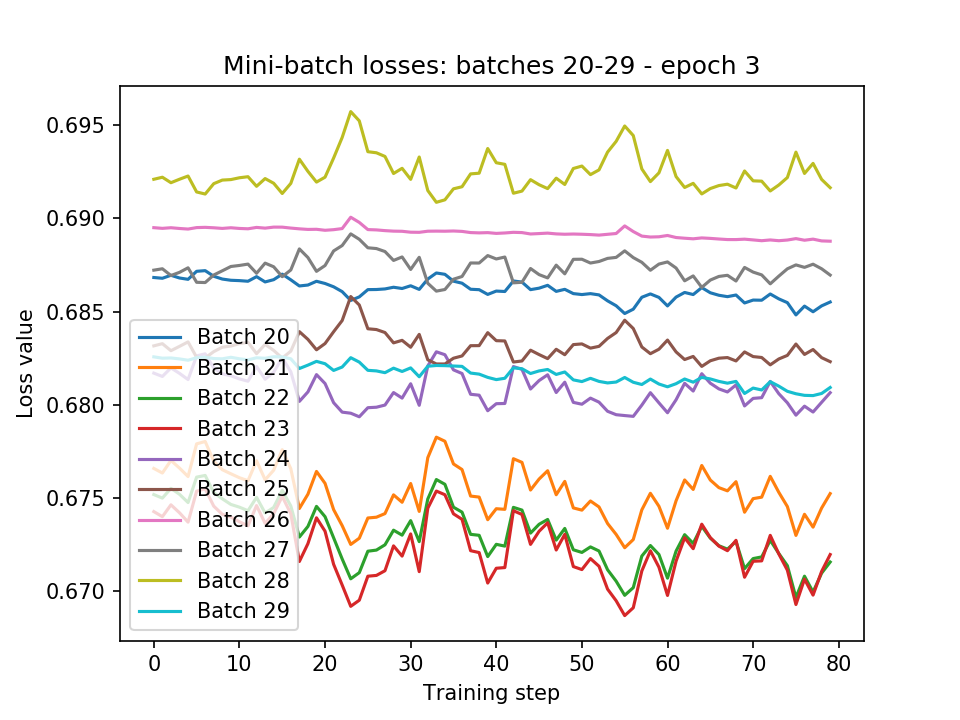 Mini-batch losses: batches 20-29 - epoch 3
Loss value
0.695
0.690
0.685
0.680
0.675
0.670
Batch 20
Batch 21
Batch 22
Batch 23
Batch 24
Batch 25
Batch 26
Batch 27
Batch 28
Batch 29
0 10 20 30 40 50 60 70 80
Training step